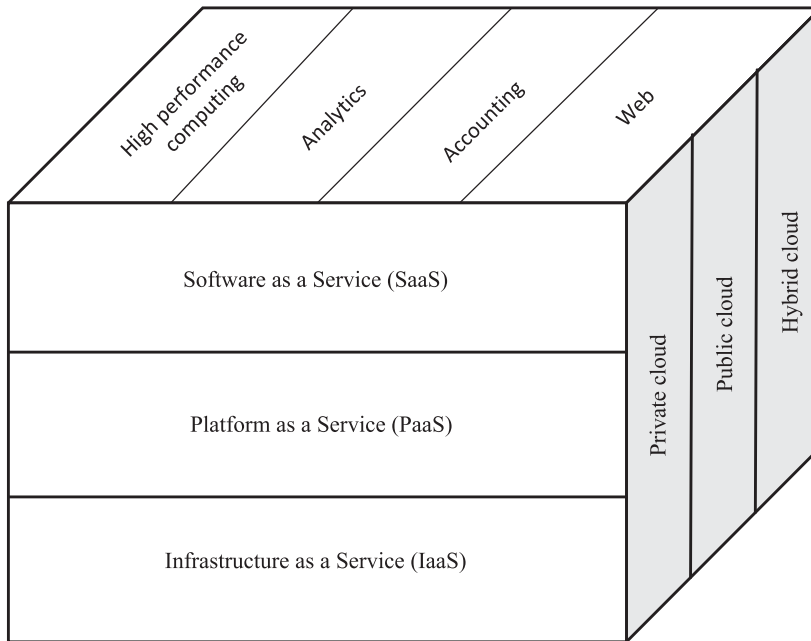 High performance
computing
Analytics
Accounting
Web
Software as a Service (SaaS)
Platform as a Service (PaaS)
Infrastructure as a Service (IaaS)
Private cloud
Public cloud
Hybrid cloud